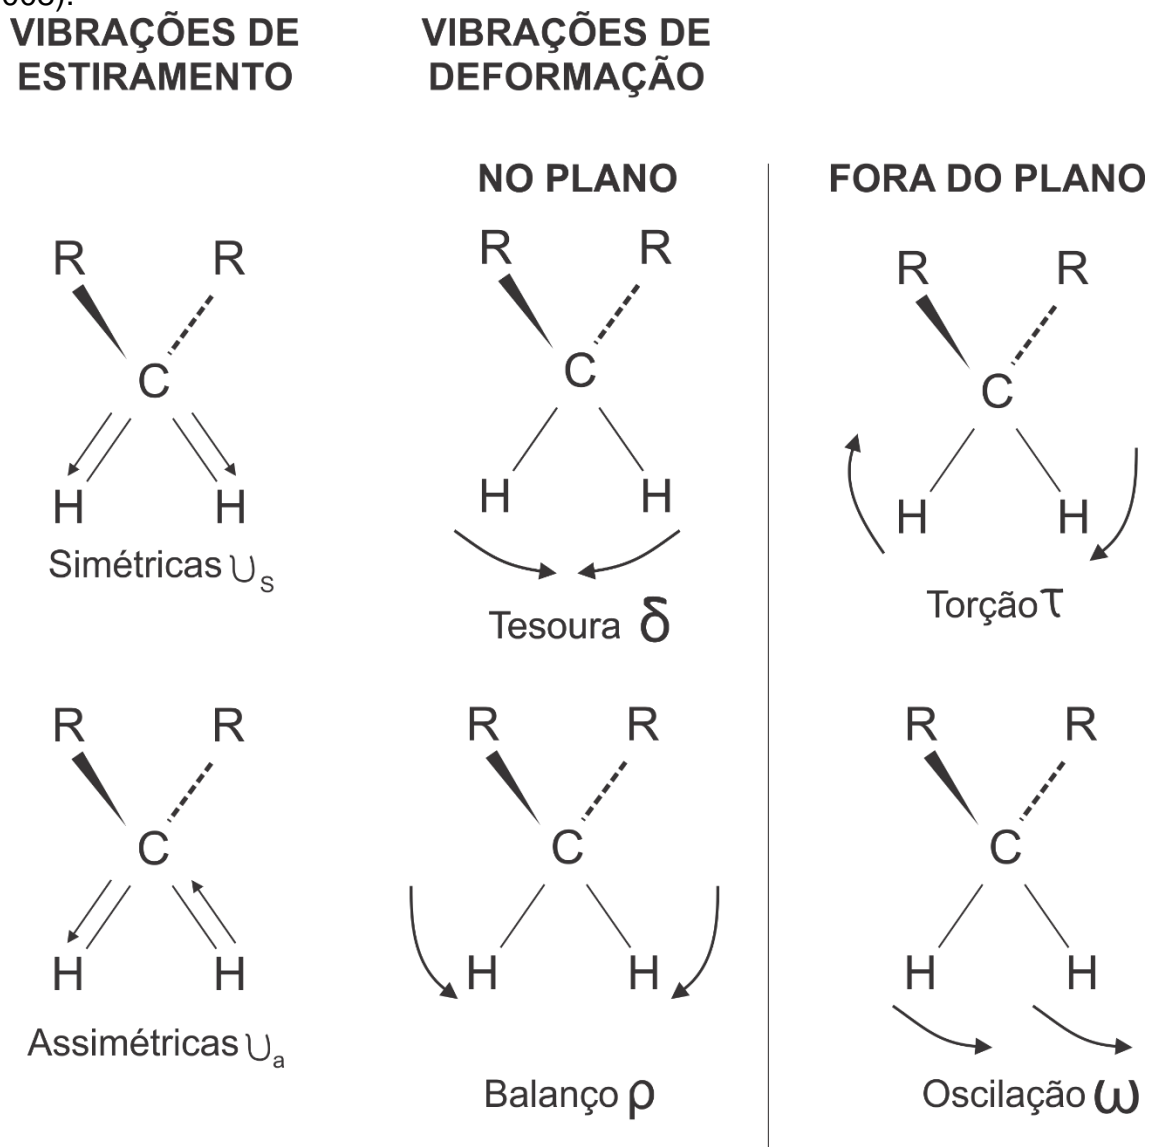 008).
VIBRAÇÕES DE
ESTIRAMENTO
VIBRAÇÕES DE
DEFORMAÇÃO
NO PLANO
FORA DO PLANO
R R
C
H H
Simétricas υs
R R
C
H H
Tesoura δ
R R
C
H H
Torção τ
R R
C
H H
Assimétricas υa
R R
C
H H
Balanço ρ
R R
C
H H
Oscilação ω